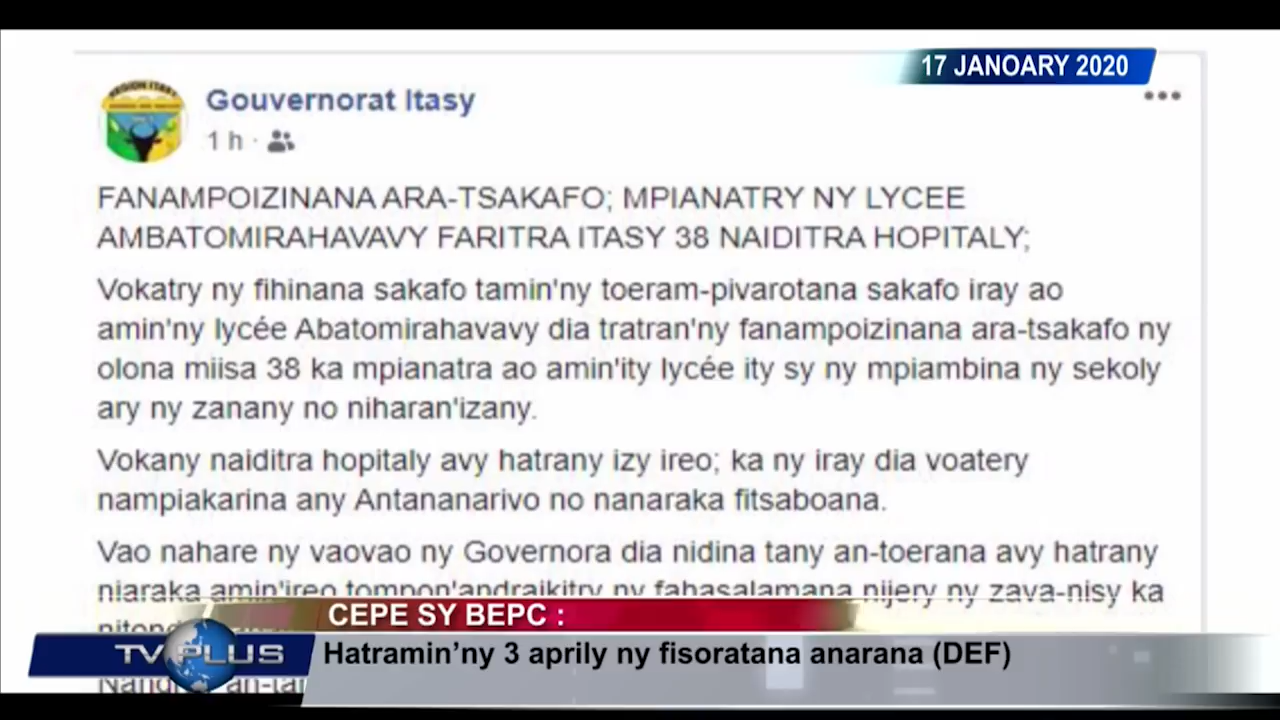 17 JANOARY 2020
REGION ITASY
Gouvernorat Itasy
1 h ·
FANAMPOIZINANA ARA-TSAKAFO; MPIANATRY NY LYCEE
AMBATOMIRAHAVAVY FARITRA ITASY 38 NAIDITRA HOPITALY;
Vokatry ny fihinana sakafo tamin'ny toeram-pivarotana sakafo iray ao
amin'ny lycée Abatomirahavavy dia tratran'ny fanampoizinana ara-tsakafo ny
olona miisa 38 ka mpianatra ao amin'ity lycée ity sy ny mpiambina ny sekoly
ary ny zanany no niharan'izany.
Vokany naiditra hopitaly avy hatrany izy ireo; ka ny iray dia voatery
nampiakarina any Antananarivo no nanaraka fitsaboana.
Vao nahare ny vaovao ny Governora dia nidina tany an-toerana avy hatrany
niaraka amin'ireo tompon'andraikitry ny fahasalamana nijery ny zava-nisy ka
CEPE SY BEPC :
TV PLUS
Hatramin'ny 3 aprily ny fisoratana anarana (DEF)